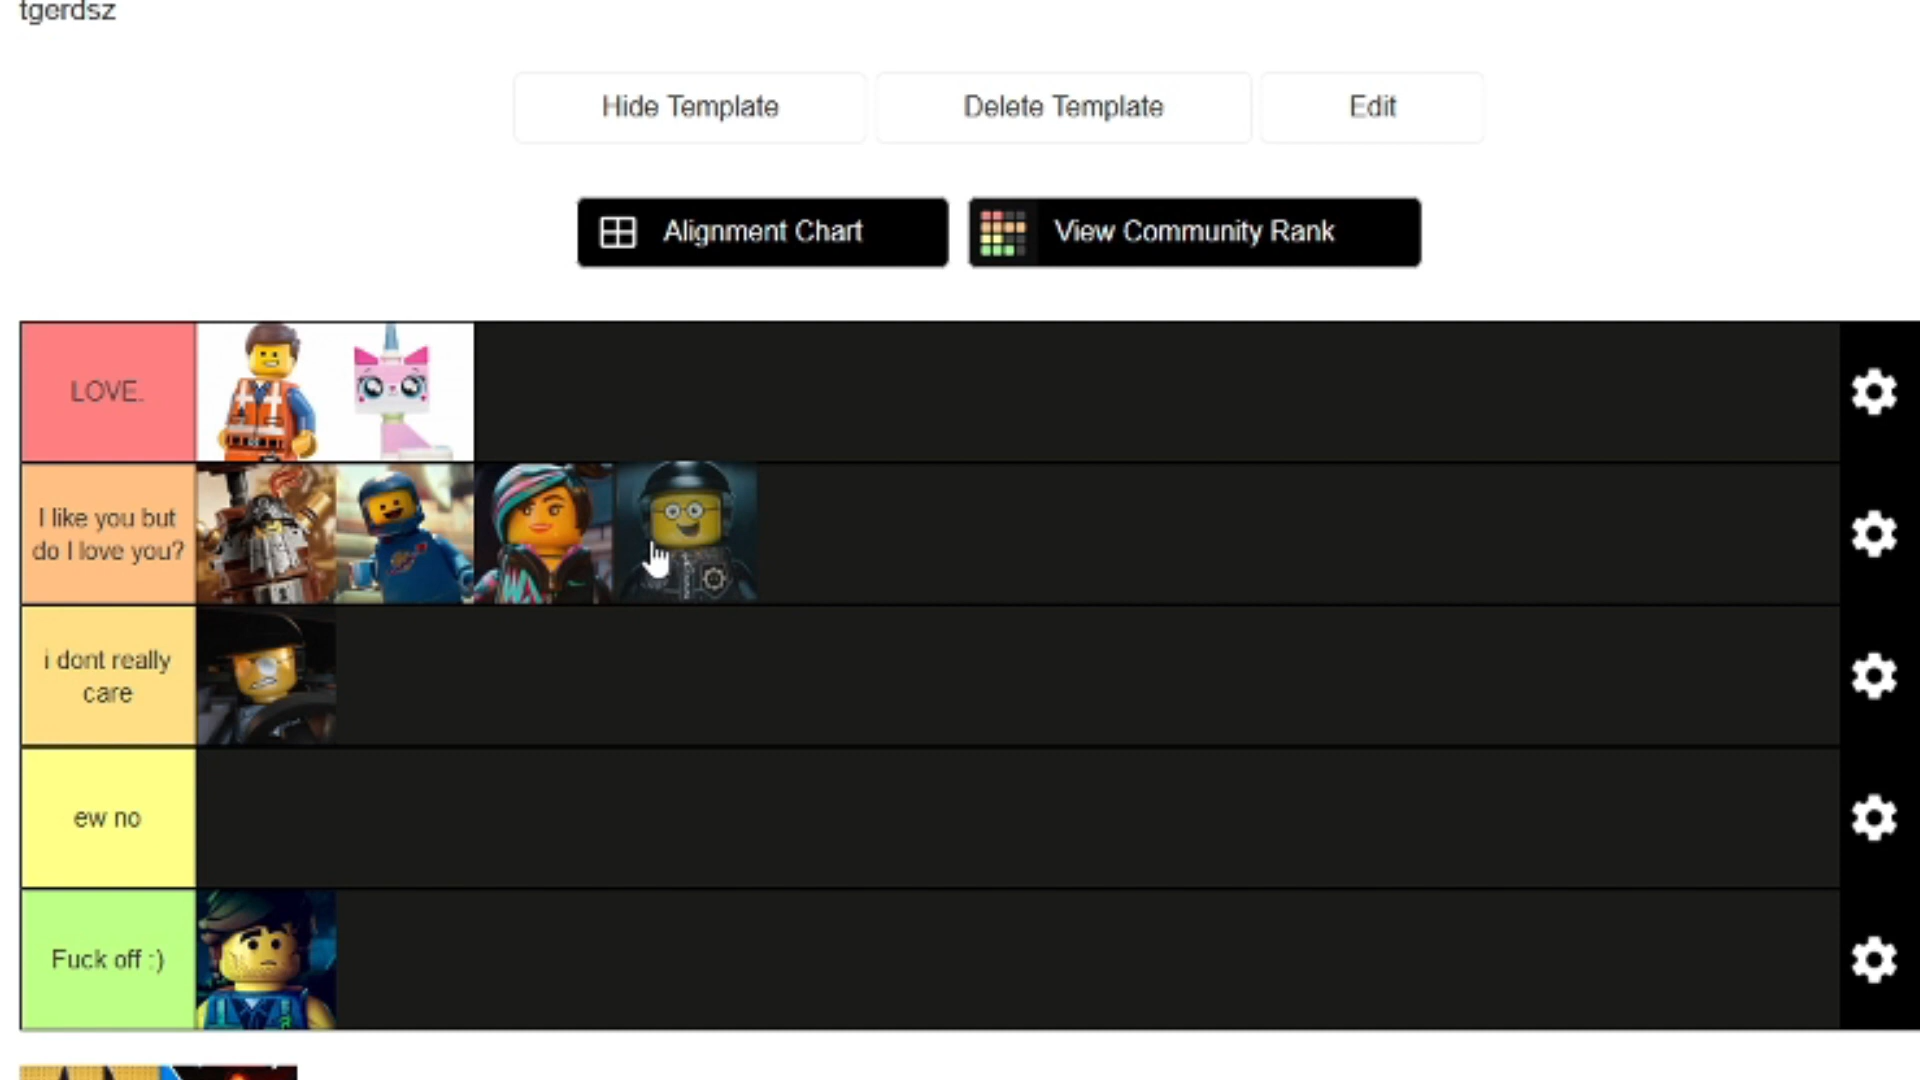 tgerdsz
Hide Template
Delete Template
Edit
Alignment Chart
View Community Rank
LOVE.
I like you but
do I love you?
i dont really
care
ew no
Fuck off :)